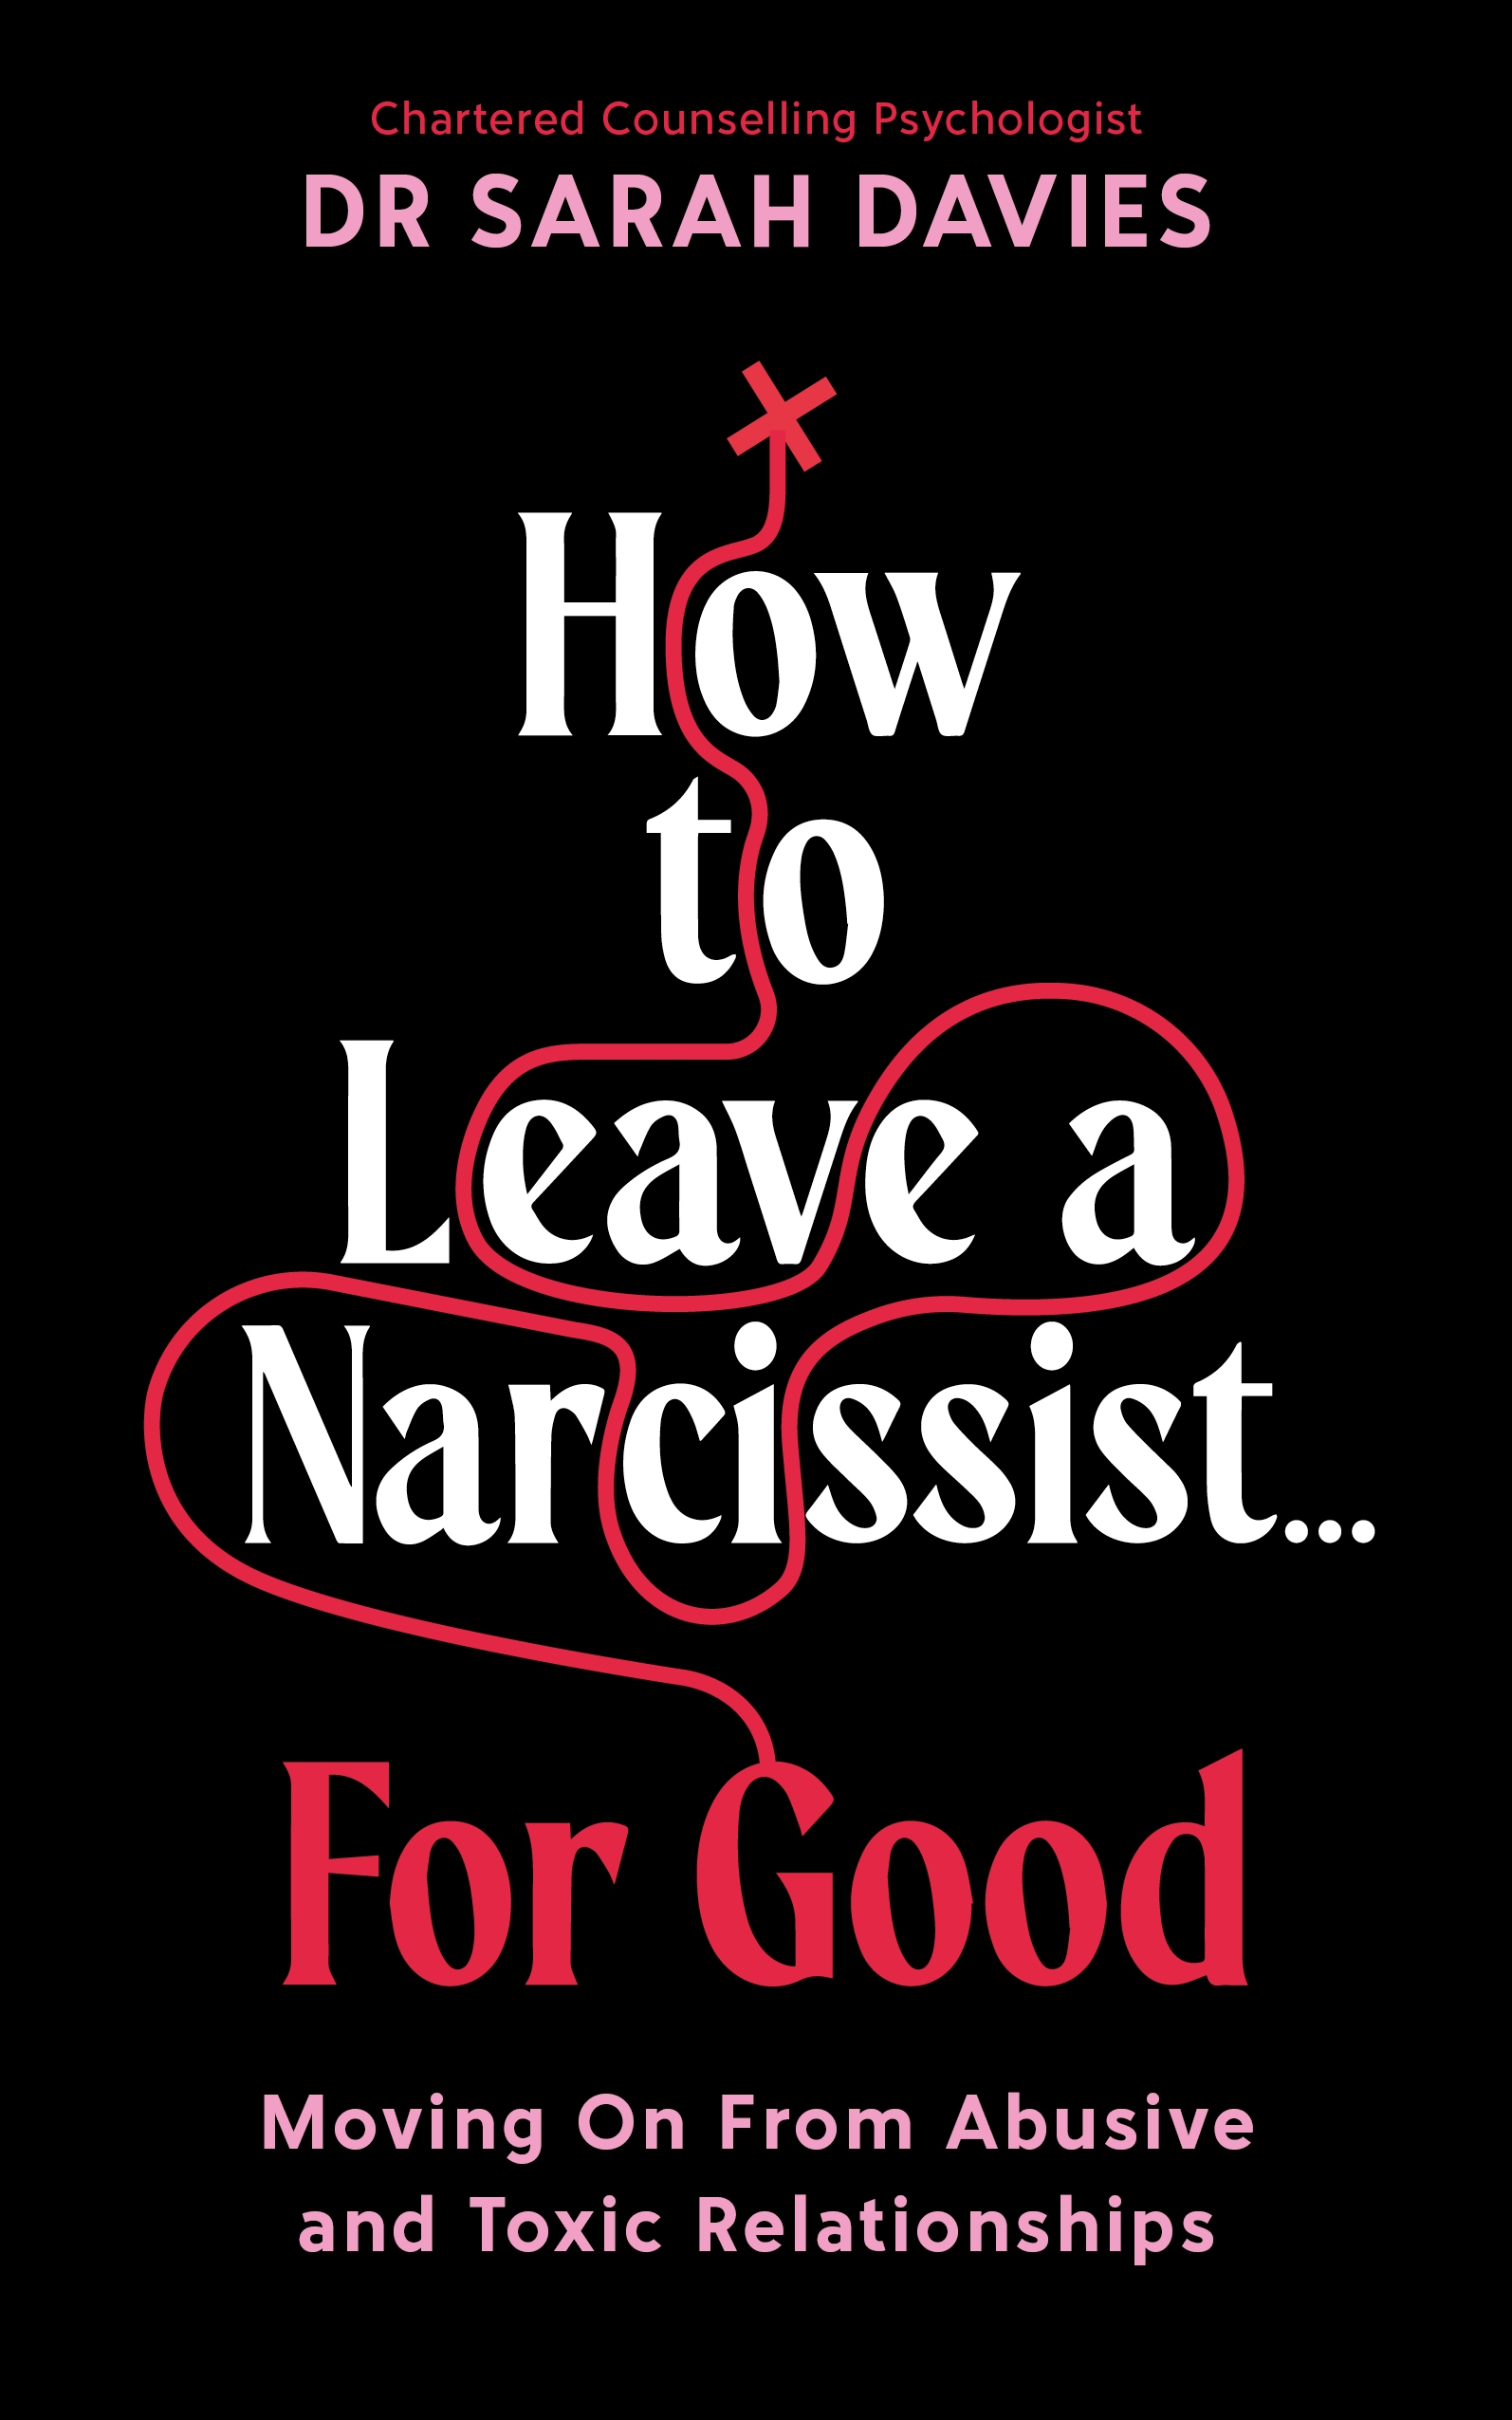 Chartered Counselling Psychologist
DR SARAH DAVIES
How
to
Leave a
Narcissist...
For Good
Moving On From Abusive
and Toxic Relationships